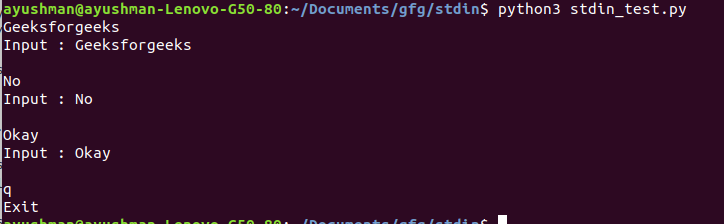 ayushman@ayushman-Lenovo-G50-80:~/Documents/gfg/stdin$ python3 stdin_test.py
Geeksforgeeks
Input : Geeksforgeeks
No
Input : No
Okay
Input : Okay
q
Exit
ayushman@ayushman-Lenovo-G50-80:~/Documents/gfg/stdin$